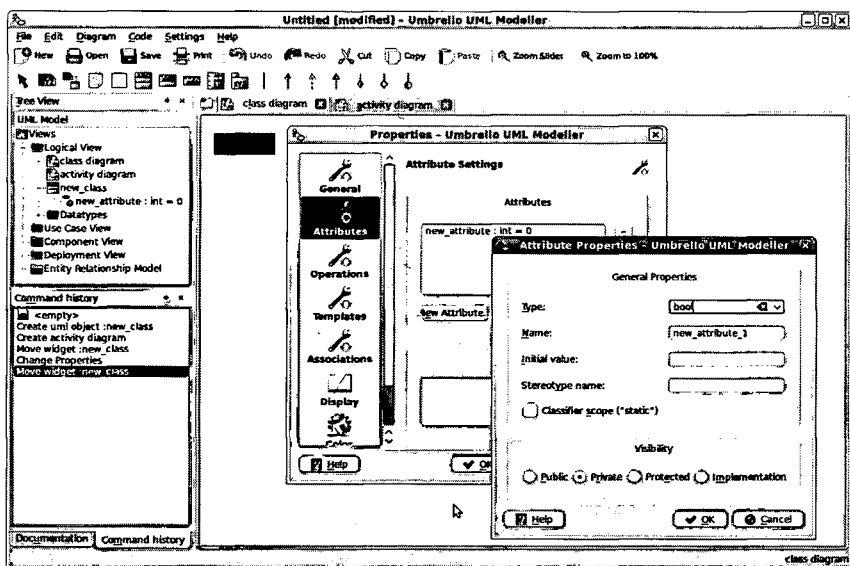 Untitled [modified] - Umbrello UML Modeller
File Edit Diagram Code Settings Help
New Open Save Print Undo Redo Cut Copy Paste Zoom Slider Zoom to 100%
Tree View
class diagram activity diagram
UML Model
Views
Logical View
class diagram
activity diagram
new_class
new_attribute : int = 0
Datatypes
Use Case View
Component View
Deployment View
Entity Relationship Model
Command history
<empty>
Create uml object :new_class
Create activity diagram
Move widget :new_class
Change Properties
Move widget :new_class
Documentation Command history
Properties - Umbrello UML Modeller
General
Attributes
Operations
Templates
Associations
Display
Color
Attribute Settings
Attributes
new_attribute : int = 0
New Attribute
Help OK
Attribute Properties - Umbrello UML Modeller
General Properties
Type: bool
Name: new_attribute_1
Initial value:
Stereotype name:
Classifier scope ("static")
Visibility
Public Private Protected Implementation
Help OK Cancel
class diagram